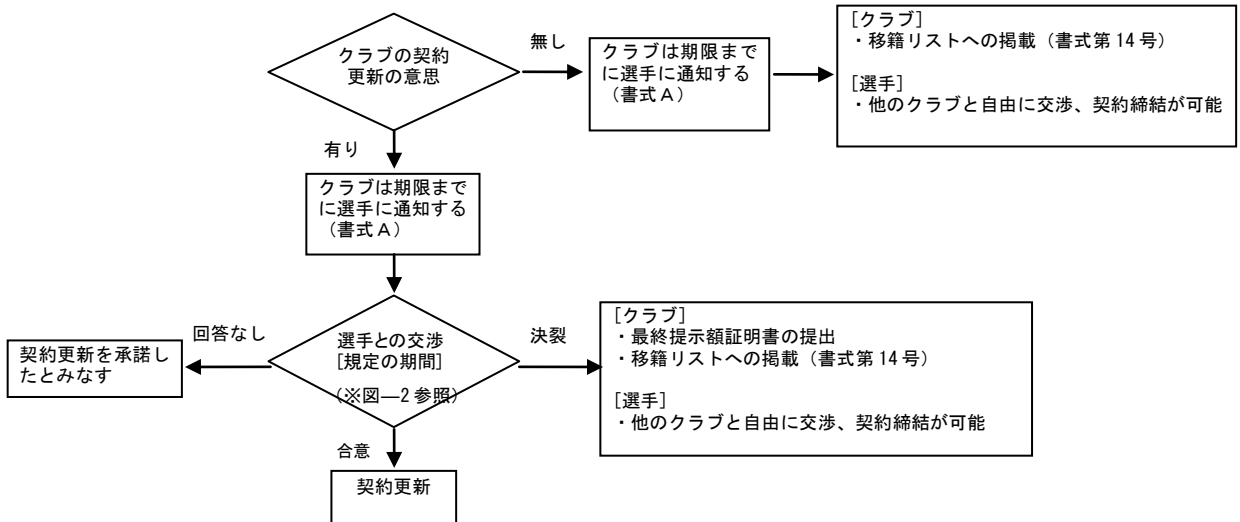 クラブの契約
更新の意思
無し
クラブは期限まで
に選手に通知する
（書式A）
[クラブ]
・移籍リストへの掲載（書式第14号）
[選手]
・他のクラブと自由に交渉、契約締結が可能
有り
クラブは期限まで
に選手に通知する
（書式A）
選手との交渉
[規定の期間]
（※図―2参照）
回答なし
契約更新を承諾し
たとみなす
決裂
[クラブ]
・最終提示額証明書の提出
・移籍リストへの掲載（書式第14号）
[選手]
・他のクラブと自由に交渉、契約締結が可能
合意
契約更新